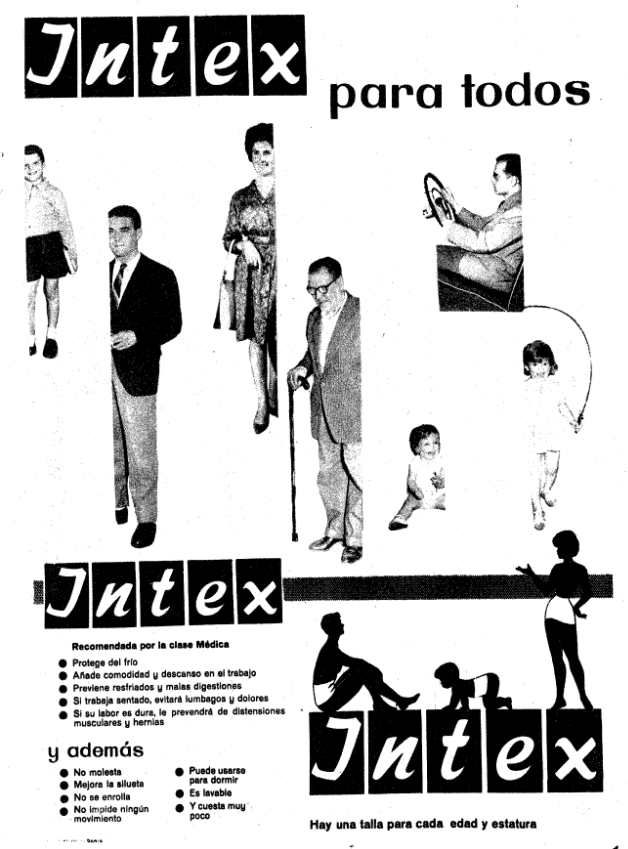 Intex
para todos
Intex
Recomendada por la clase Médica
● Protege del frío
● Añade comodidad y descanso en el trabajo
● Previene resfriados y malas digestiones
● Si trabaja sentado, evitará lumbagos y dolores
● Si su labor es dura, le prevendrá de distensiones
musculares y hernias
y además
● No molesta
● Mejora la silueta
● No se enrolla
● No impide ningún
movimiento
● Puede usarse
para dormir
● Es lavable
● Y cuesta muy
poco
Intex
Hay una talla para cada edad y estatura